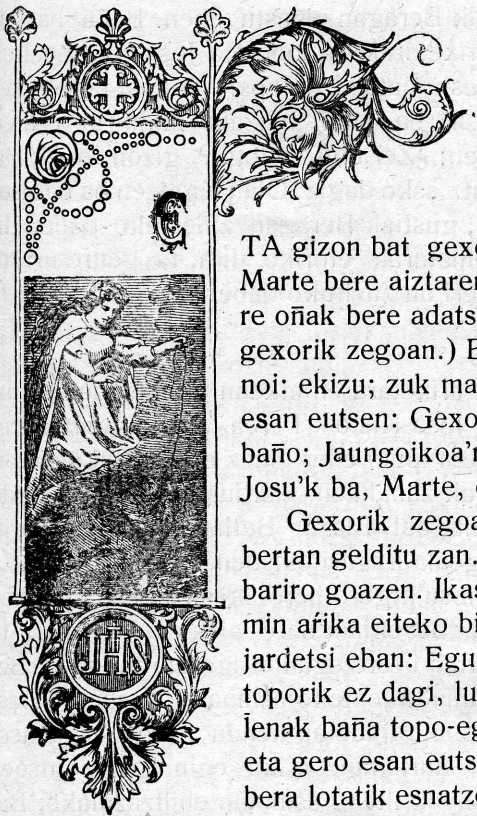 E
TA gizon bat gexo
Marte bere aiztaren
re oñak bere adats
gexorik zegoan.) B
noi: ekizu; zuk ma
esan eutsen: Gexo
baño; Jaungoikoa'r
Josu'k ba, Marte,
Gexorik zegoa
bertan gelditu zan.
bariro goazen. Ikas
min aŕika eiteko bi
jardetsi eban: Egu
toporik ez dagi, lu
l̄enak baña topo-eg
eta gero esan euts
bera lotatik esnatze
JHS